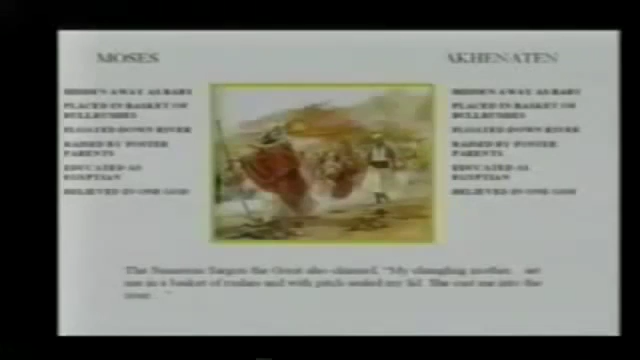 MOSES
AKHENATEN
HIDDEN AWAY AS BABY
PLACED IN BASKET OF
BULLRUSHES
FLOATED DOWN RIVER
RAISED BY FOSTER
PARENTS
EDUCATED AS
EGYPTIAN
BELIEVED IN ONE GOD
HIDDEN AWAY AS BABY
PLACED IN BASKET OF
BULLRUSHES
FLOATED DOWN RIVER
RAISED BY FOSTER
PARENTS
EDUCATED AS
EGYPTIAN
BELIEVED IN ONE GOD
The Sumerian Sargon the Great also claimed, "My changling mother... set
me in a basket of rushes and with pitch sealed my lid. She cast me into the
river... "